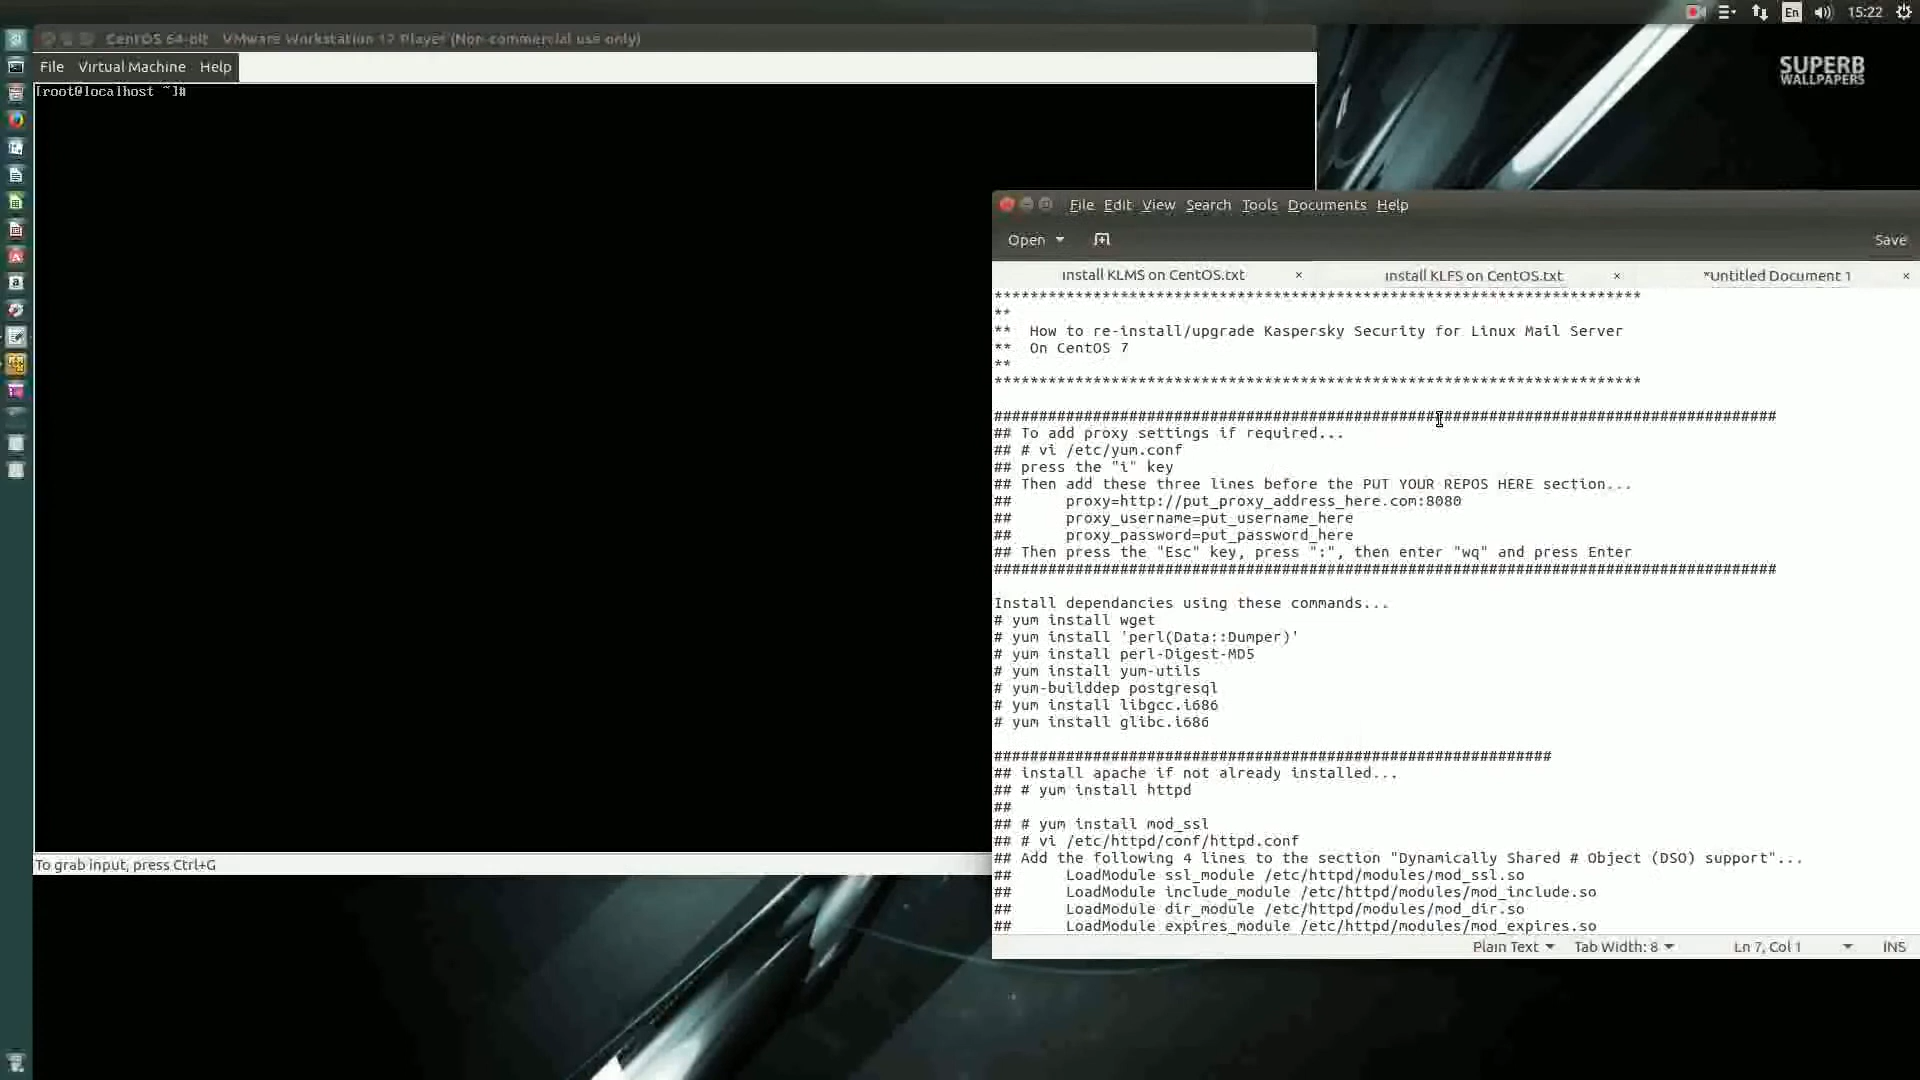 En
15:22
CentOS 64-bit - VMware Workstation 12 Player (Non-commercial use only)
File Virtual Machine Help
[root@localhost ~]#
SUPERB
WALLPAPERS
File Edit View Search Tools Documents Help
Open
Save
Install KLMS on CentOS.txt × Install KLFS on CentOS.txt × *Untitled Document 1 ×
************************************************************************
**
** How to re-install/upgrade Kaspersky Security for Linux Mail Server
** On CentOS 7
**
************************************************************************
#######################################################################################
## To add proxy settings if required...
## # vi /etc/yum.conf
## press the "i" key
## Then add these three lines before the PUT YOUR REPOS HERE section...
## proxy=http://put_proxy_address_here.com:8080
## proxy_username=put_username_here
## proxy_password=put_password_here
## Then press the "Esc" key, press ":", then enter "wq" and press Enter
#######################################################################################
Install dependancies using these commands...
# yum install wget
# yum install 'perl(Data::Dumper)'
# yum install perl-Digest-MD5
# yum install yum-utils
# yum-builddep postgresql
# yum install libgcc.i686
# yum install glibc.i686
##############################################################
## install apache if not already installed...
## # yum install httpd
##
## # yum install mod_ssl
## # vi /etc/httpd/conf/httpd.conf
## Add the following 4 lines to the section "Dynamically Shared # Object (DSO) support"...
## LoadModule ssl_module /etc/httpd/modules/mod_ssl.so
## LoadModule include_module /etc/httpd/modules/mod_include.so
## LoadModule dir_module /etc/httpd/modules/mod_dir.so
## LoadModule expires_module /etc/httpd/modules/mod_expires.so
To grab input, press Ctrl+G
Plain Text Tab Width: 8 Ln 7, Col 1 INS